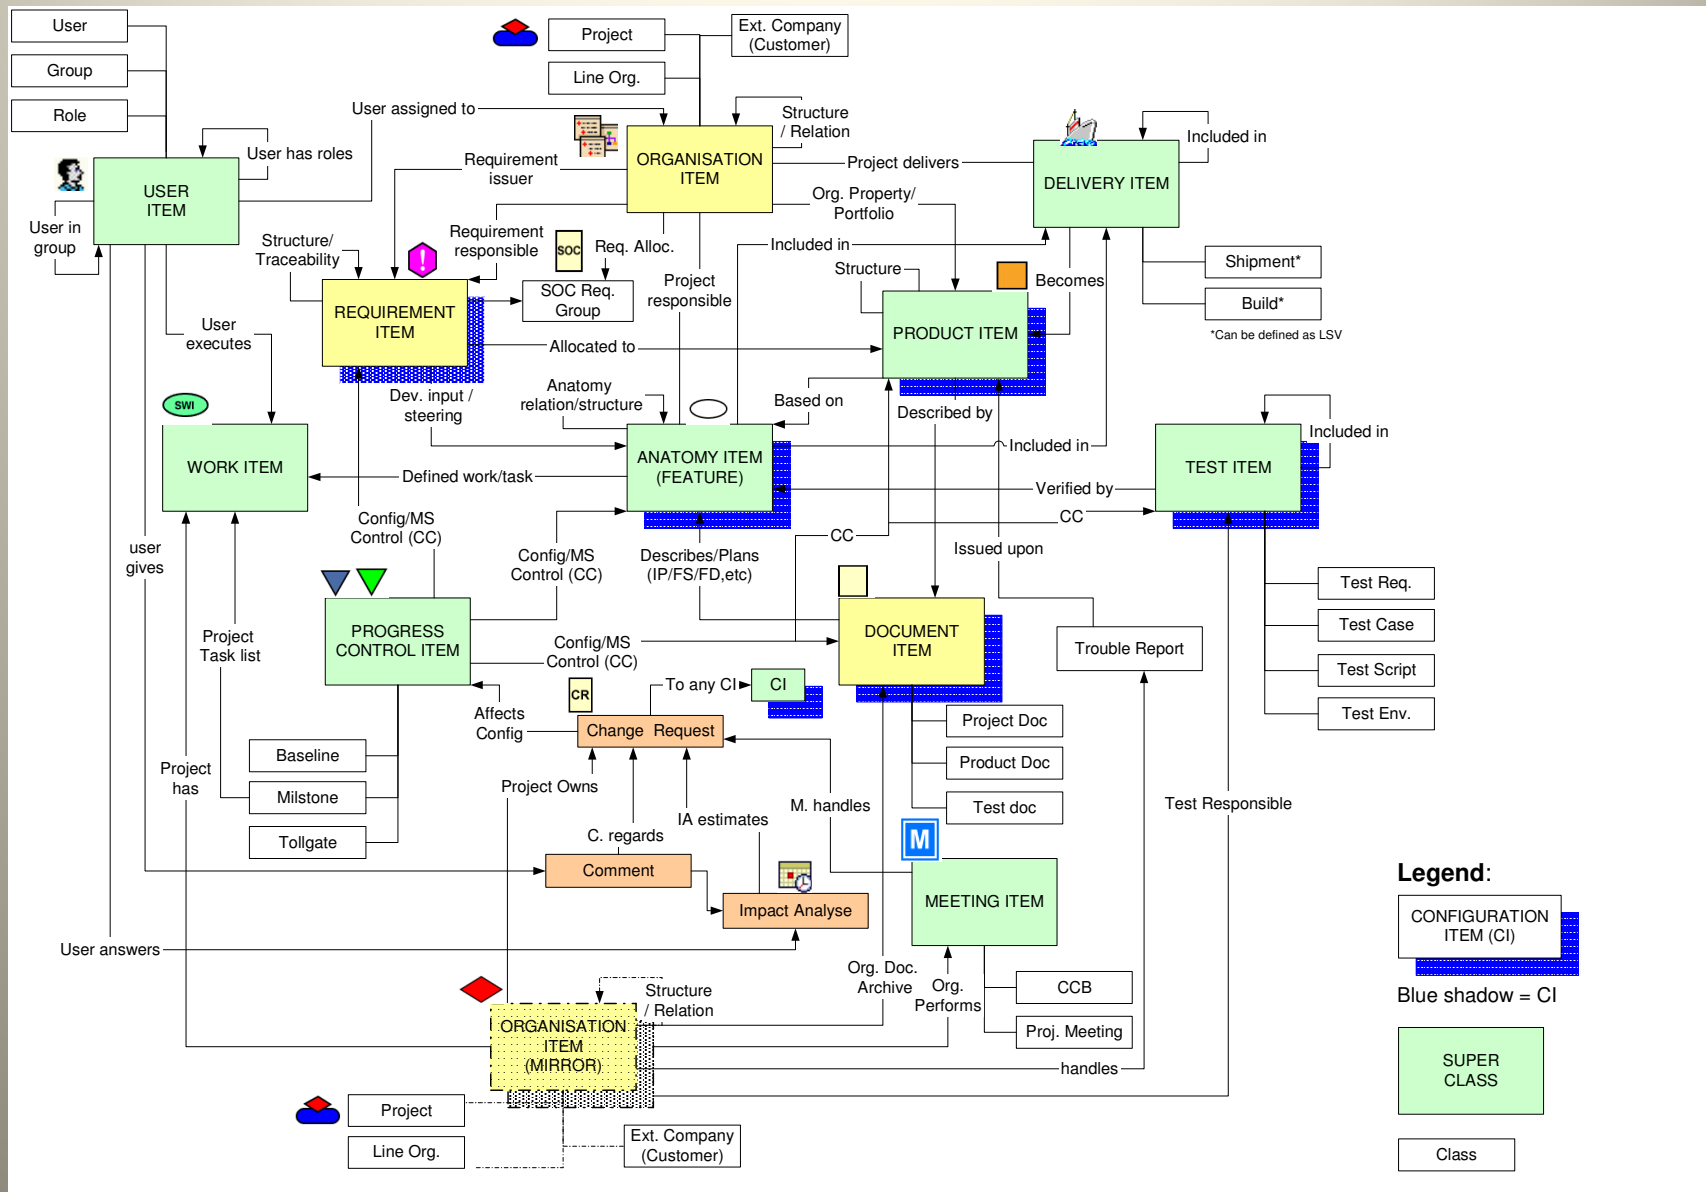 User
Group
Role
Project
Line Org.
Ext. Company
(Customer)
User assigned to
Structure
/ Relation
User has roles
USER
ITEM
User in
group
Requirement
issuer
ORGANISATION
ITEM
Project delivers
DELIVERY ITEM
Included in
Org. Property/
Portfolio
Requirement
responsible
Structure/
Traceability
!
SOC
Req. Alloc.
Included in
Structure
Becomes
Shipment*
Build*
*Can be defined as LSV
Project
responsible
SOC Req.
Group
REQUIREMENT
ITEM
PRODUCT ITEM
User
executes
Allocated to
Dev. input /
steering
Anatomy
relation/structure
Based on
Described by
SWI
WORK ITEM
Defined work/task
ANATOMY ITEM
(FEATURE)
Included in
Verified by
TEST ITEM
Included in
Config/MS
Control (CC)
Config/MS
Control (CC)
Describes/Plans
(IP/FS/FD,etc)
CC
CC
Issued upon
user
gives
Project
Task list
PROGRESS
CONTROL ITEM
Config/MS
Control (CC)
DOCUMENT
ITEM
Trouble Report
Test Req.
Test Case
Test Script
Test Env.
CR
To any CI
CI
Affects
Config
Change Request
Project Doc
Product Doc
Test doc
Baseline
Milstone
Tollgate
Project
has
Project Owns
IA estimates
M. handles
C. regards
Test Responsible
M
Comment
Impact Analyse
MEETING ITEM
User answers
Org. Doc.
Archive
Org.
Performs
CCB
Proj. Meeting
Structure
/ Relation
ORGANISATION
ITEM
(MIRROR)
handles
Project
Line Org.
Ext. Company
(Customer)
Legend:
CONFIGURATION
ITEM (CI)
Blue shadow = CI
SUPER
CLASS
Class